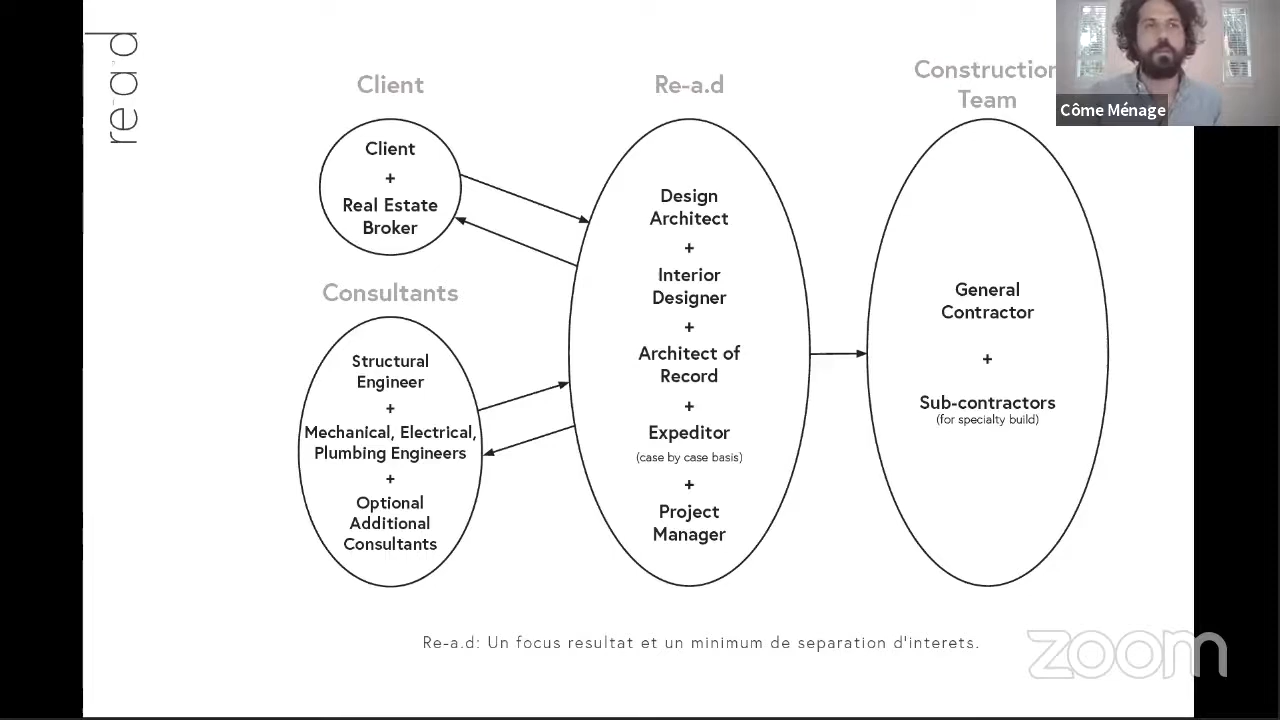 re-a.d
Client
Client
+
Real Estate
Broker
Consultants
Structural
Engineer
+
Mechanical, Electrical,
Plumbing Engineers
+
Optional
Additional
Consultants
Re-a.d
Design
Architect
+
Interior
Designer
+
Architect of
Record
+
Expeditor
(case by case basis)
+
Project
Manager
Construction
Team
General
Contractor
+
Sub-contractors
(for specialty build)
Côme Ménage
Re-a.d: Un focus resultat et un minimum de separation d'interets.
zoom